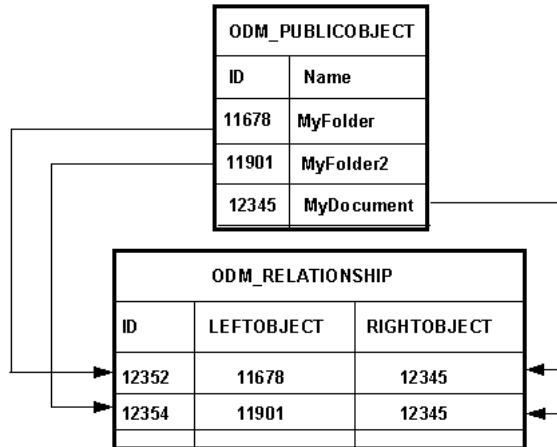 ODM_PUBLICOBJECT
ID Name
11678 MyFolder
11901 MyFolder2
12345 MyDocument
ODM_RELATIONSHIP
ID LEFTOBJECT RIGHTOBJECT
12352 11678 12345
12354 11901 12345